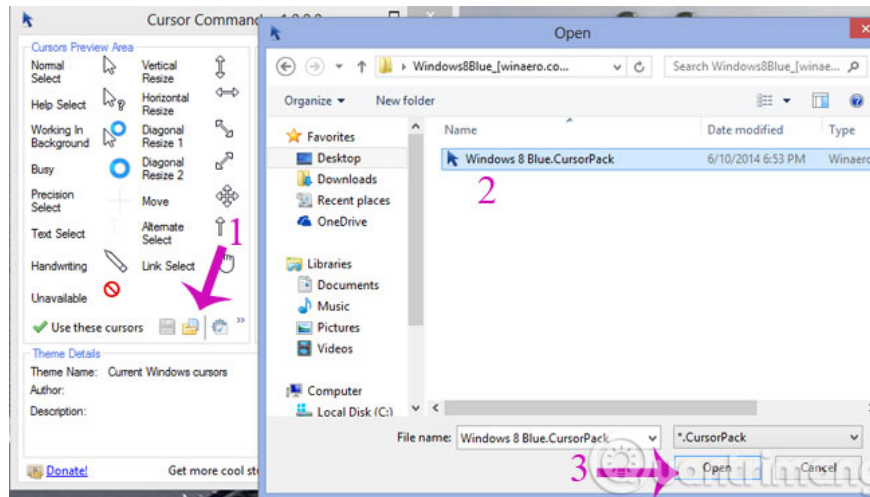 Cursor Command
Cursors Preview Area
Normal Select
Vertical Resize
Help Select
Horizontal Resize
Working In Background
Diagonal Resize 1
Busy
Diagonal Resize 2
Precision Select
Move
Text Select
Alternate Select
Handwriting
Link Select
Unavailable
1
Use these cursors
»
Theme Details
Theme Name: Current Windows cursors
Author:
Description:
Donate!
Get more cool st
Open
Windows8Blue_[winaero.co...
Search Windows8Blue_[winae...
Organize
New folder
Name
Date modified
Type
Favorites
Desktop
Downloads
Recent places
OneDrive
Libraries
Documents
Music
Pictures
Videos
Computer
Local Disk (C:)
Windows 8 Blue.CursorPack
6/10/2014 6:53 PM
Winaero
2
File name:
Windows 8 Blue.CursorPack
*.CursorPack
3
Open
Cancel